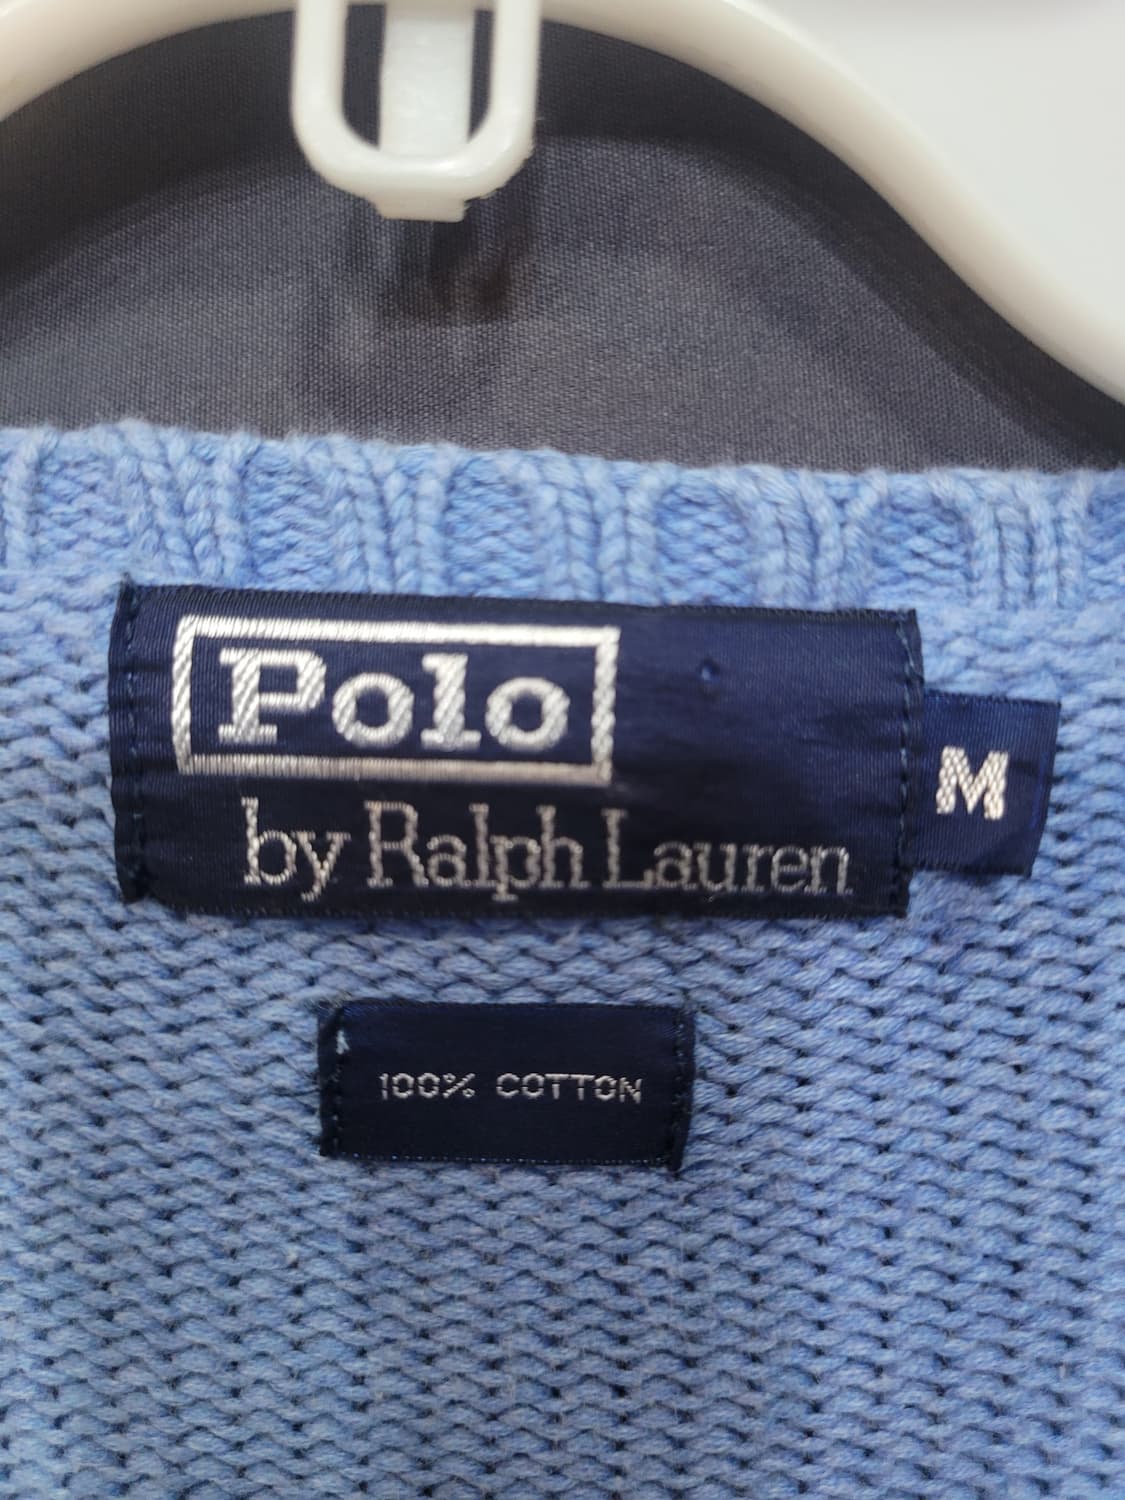 Polo
by Ralph Lauren
M
100% COTTON